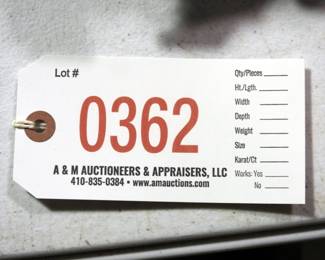 Lot #
0362
Qty/Pieces
Ht./Lgth.
Width
Depth
Weight
Size
Karat/Ct
Works: Yes
No
A & M AUCTIONEERS & APPRAISERS, LLC
410-835-0384 • www.amauctions.com